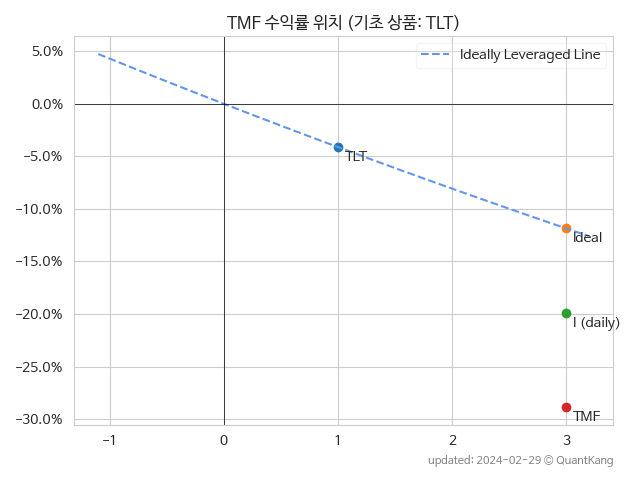 TMF 수익률 위치 (기초 상품: TLT)
Ideally Leveraged Line
5.0%
0.0%
−5.0%
−10.0%
−15.0%
−20.0%
−25.0%
−30.0%
TLT
Ideal
I (daily)
TMF
−1
0
1
2
3
updated: 2024-02-29 © QuantKang